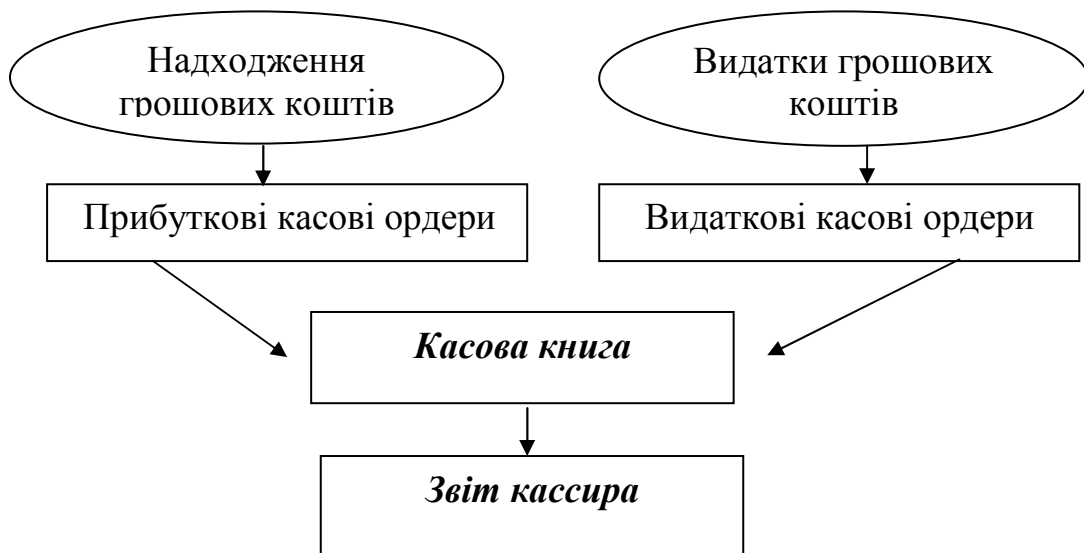 Надходження
грошових коштів
Видатки грошових
коштів
Прибуткові касові ордери
Видаткові касові ордери
Касова книга
Звіт кассира